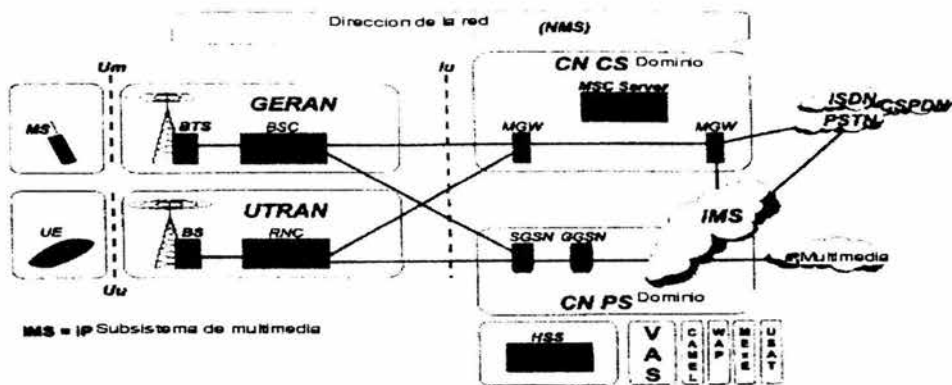 Direccion de la red (NMS)
Um
Iu
CN CS Dominio
MSC Server
GERAN
MS
BTS
BSC
MGW
MGW
ISDN
CSPDN
PSTN
UTRAN
UE
BS
RNC
SGSN
GGSN
IMS
IP Multimedia
Uu
CN PS Dominio
IMS = IP Subsistema de multimedia
HSS
VAS
CAMEL
WAP
MExE
USAT